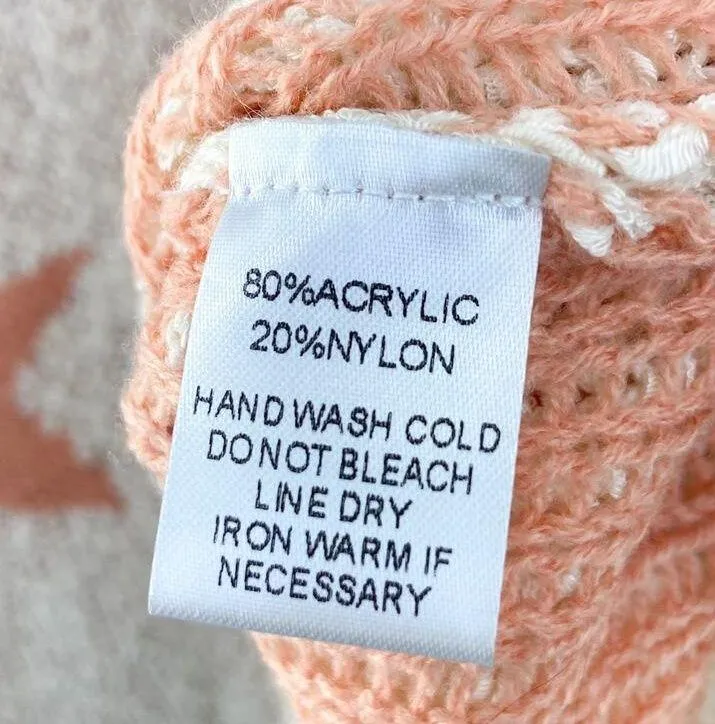 80%ACRYLIC
20%NYLON
HAND WASH COLD
DO NOT BLEACH
LINE DRY
IRON WARM IF
NECESSARY